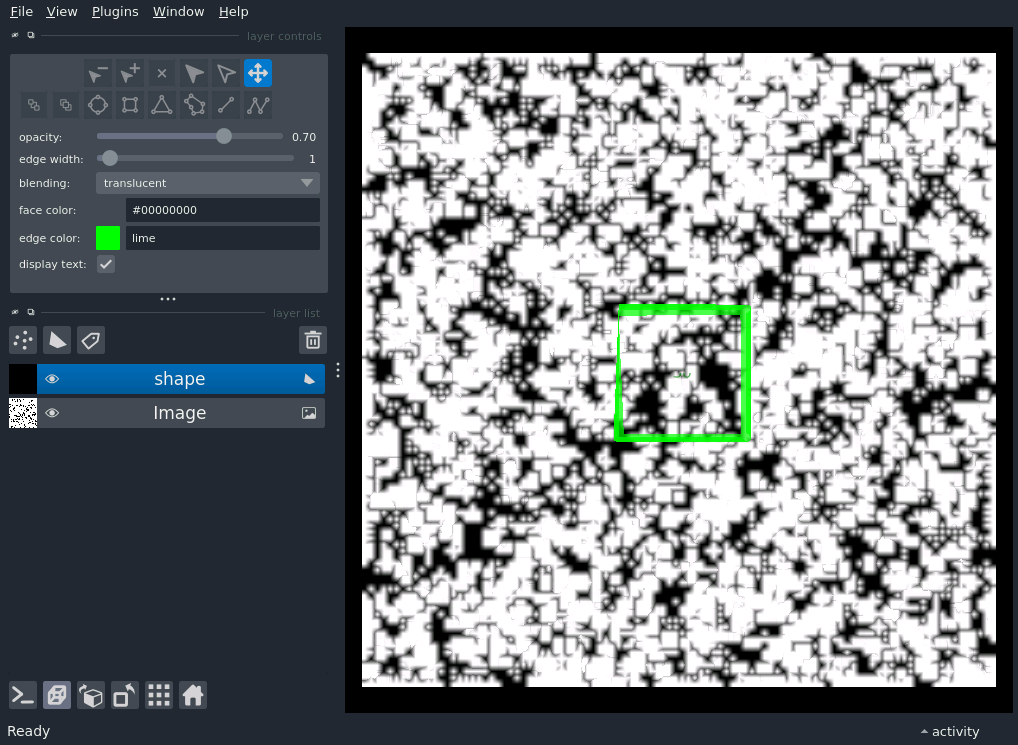 File View Plugins Window Help
layer controls
opacity: 0.70
edge width: 1
blending: translucent
face color: #00000000
edge color: lime
display text:
layer list
shape
Image
Ready activity